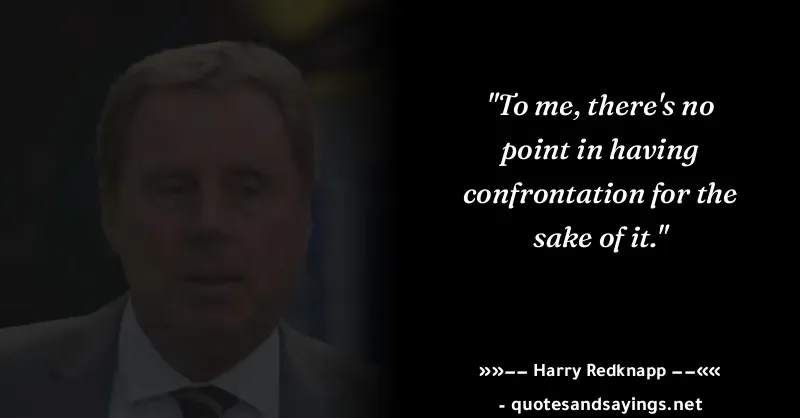 "To me, there's no
point in having
confrontation for the
sake of it."
»»−− Harry Redknapp −−««
- quotesandsayings.net